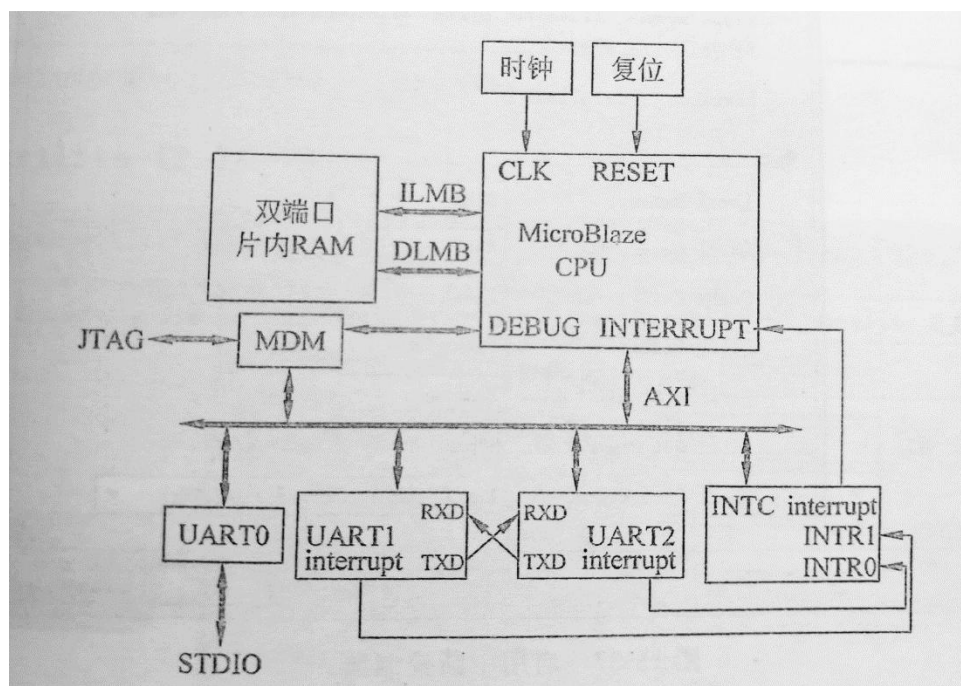 时钟
复位
CLK
RESET
双端口
片内RAM
ILMB
DLMB
MicroBlaze
CPU
DEBUG
INTERRUPT
JTAG
MDM
AXI
UART0
RXD
UART1
interrupt
TXD
RXD
UART2
TXD
interrupt
INTC
interrupt
INTR1
INTR0
STDIO